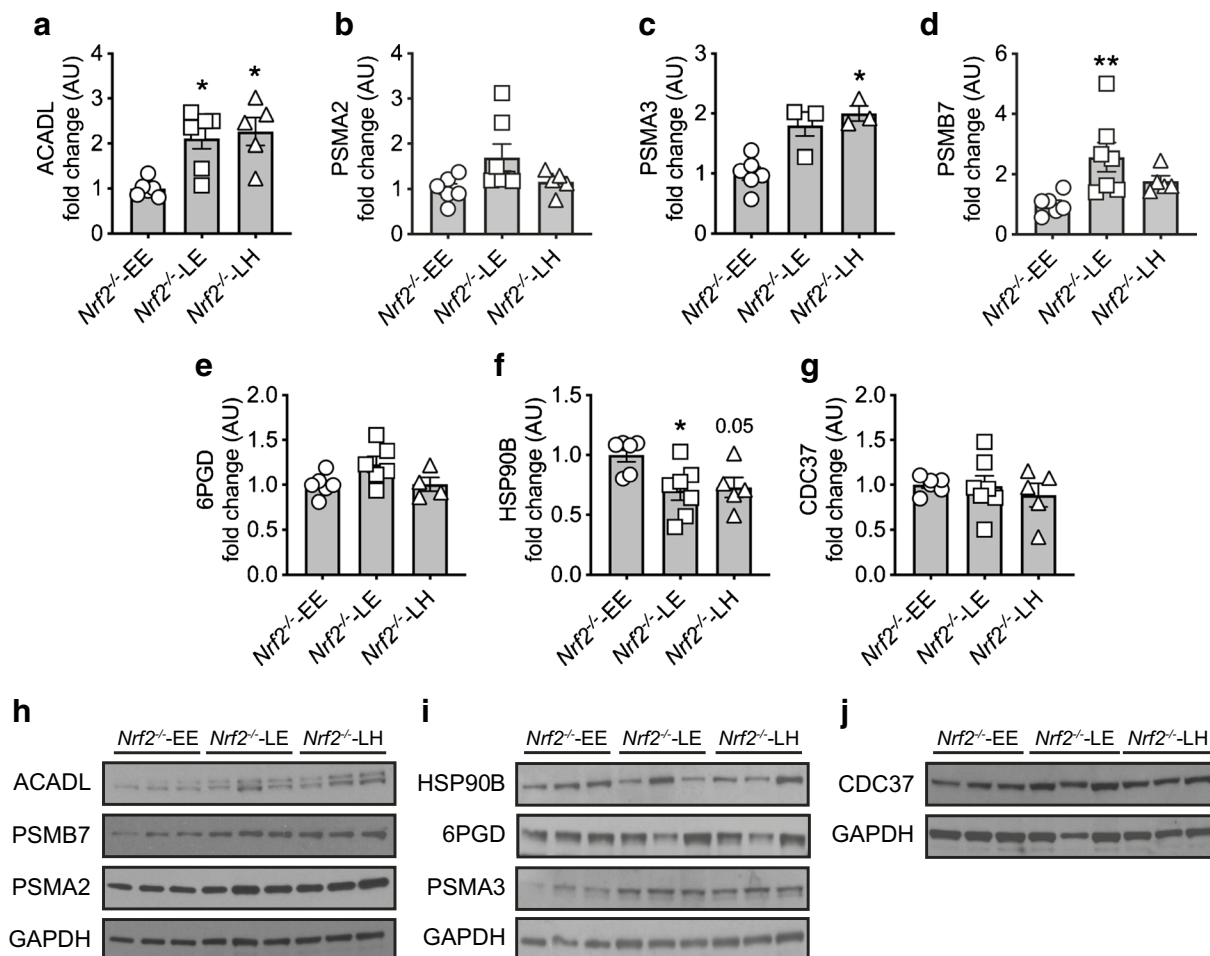 a
ACADL
fold change (AU)
4
3
2
1
0
*
*
Nrf2-/--EE
Nrf2-/--LE
Nrf2-/--LH
b
PSMA2
fold change (AU)
4
3
2
1
0
Nrf2-/--EE
Nrf2-/--LE
Nrf2-/--LH
c
PSMA3
fold change (AU)
3
2
1
0
*
Nrf2-/--EE
Nrf2-/--LE
Nrf2-/--LH
d
PSMB7
fold change (AU)
6
4
2
0
**
Nrf2-/--EE
Nrf2-/--LE
Nrf2-/--LH
e
6PGD
fold change (AU)
2.0
1.5
1.0
0.5
0.0
Nrf2-/--EE
Nrf2-/--LE
Nrf2-/--LH
f
HSP90B
fold change (AU)
1.5
1.0
0.5
0.0
*
0.05
Nrf2-/--EE
Nrf2-/--LE
Nrf2-/--LH
g
CDC37
fold change (AU)
2.0
1.5
1.0
0.5
0.0
Nrf2-/--EE
Nrf2-/--LE
Nrf2-/--LH
h
Nrf2-/--EE Nrf2-/--LE Nrf2-/--LH
ACADL
PSMB7
PSMA2
GAPDH
i
Nrf2-/--EE Nrf2-/--LE Nrf2-/--LH
HSP90B
6PGD
PSMA3
GAPDH
j
Nrf2-/--EE Nrf2-/--LE Nrf2-/--LH
CDC37
GAPDH